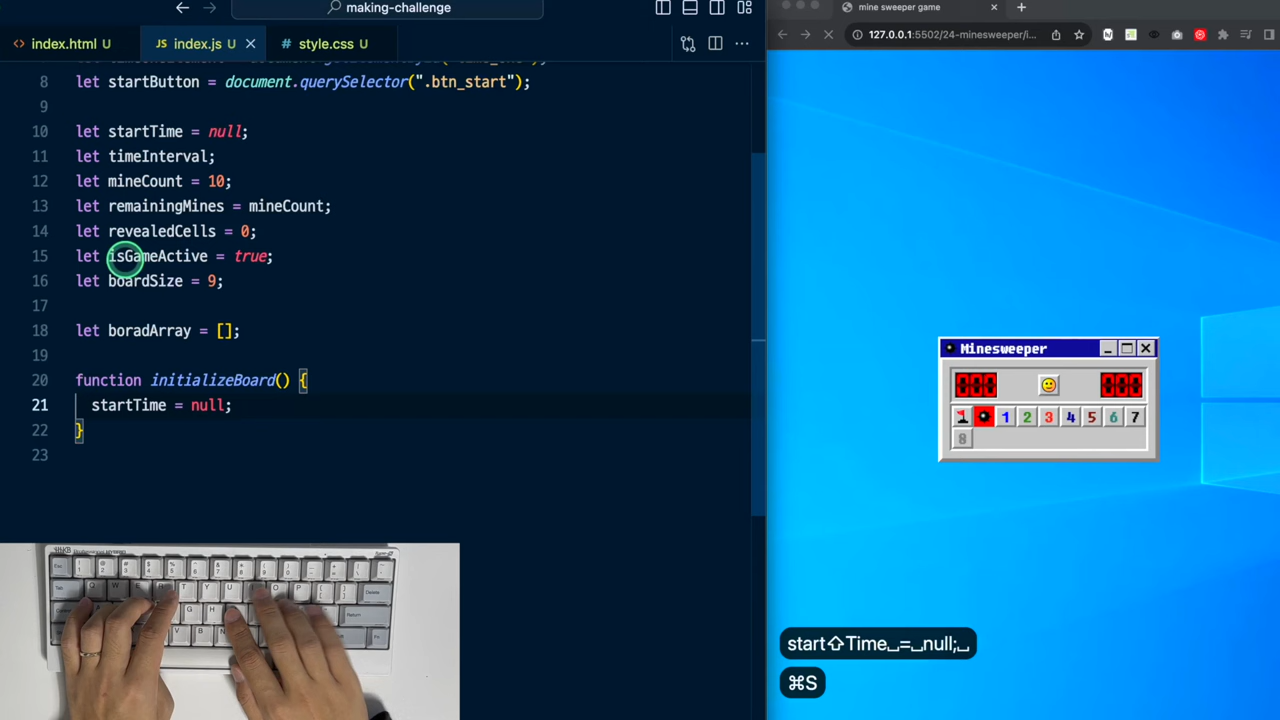 making-challenge
mine sweeper game
<> index.html U
JS index.js U
# style.css U
127.0.0.1:5502/24-minesweeper/i...
8 let startButton = document.querySelector(".btn_start");
9
10 let startTime = null;
11 let timeInterval;
12 let mineCount = 10;
13 let remainingMines = mineCount;
14 let revealedCells = 0;
15 let isGameActive = true;
16 let boardSize = 9;
17
18 let boradArray = [];
19
20 function initializeBoard() {
21 startTime = null;
22 }
23
Minesweeper
000 000
1 2 3 4 5 6 7
8
start⇧Time␣=␣null;␣
⌘S